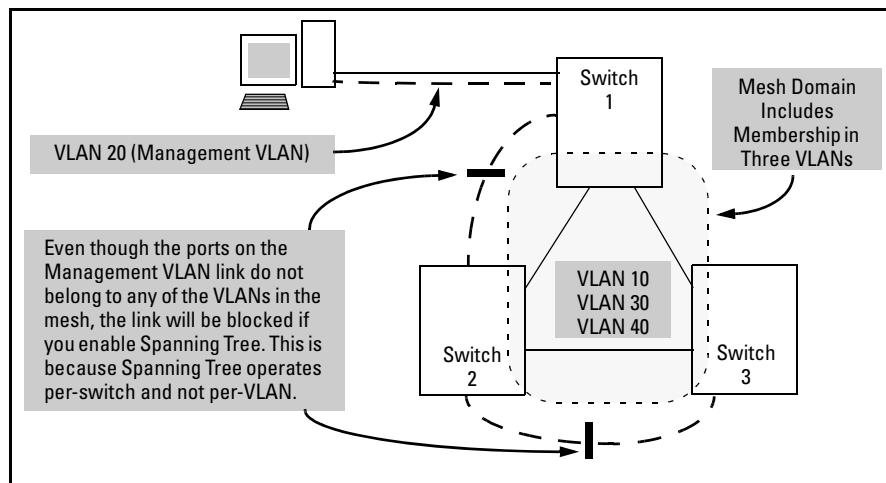 Switch
1
Mesh Domain
Includes
Membership in
Three VLANs
VLAN 20 (Management VLAN)
Even though the ports on the
Management VLAN link do not
belong to any of the VLANs in the
mesh, the link will be blocked if
you enable Spanning Tree. This is
because Spanning Tree operates
per-switch and not per-VLAN.
VLAN 10
VLAN 30
VLAN 40
Switch
2
Switch
3